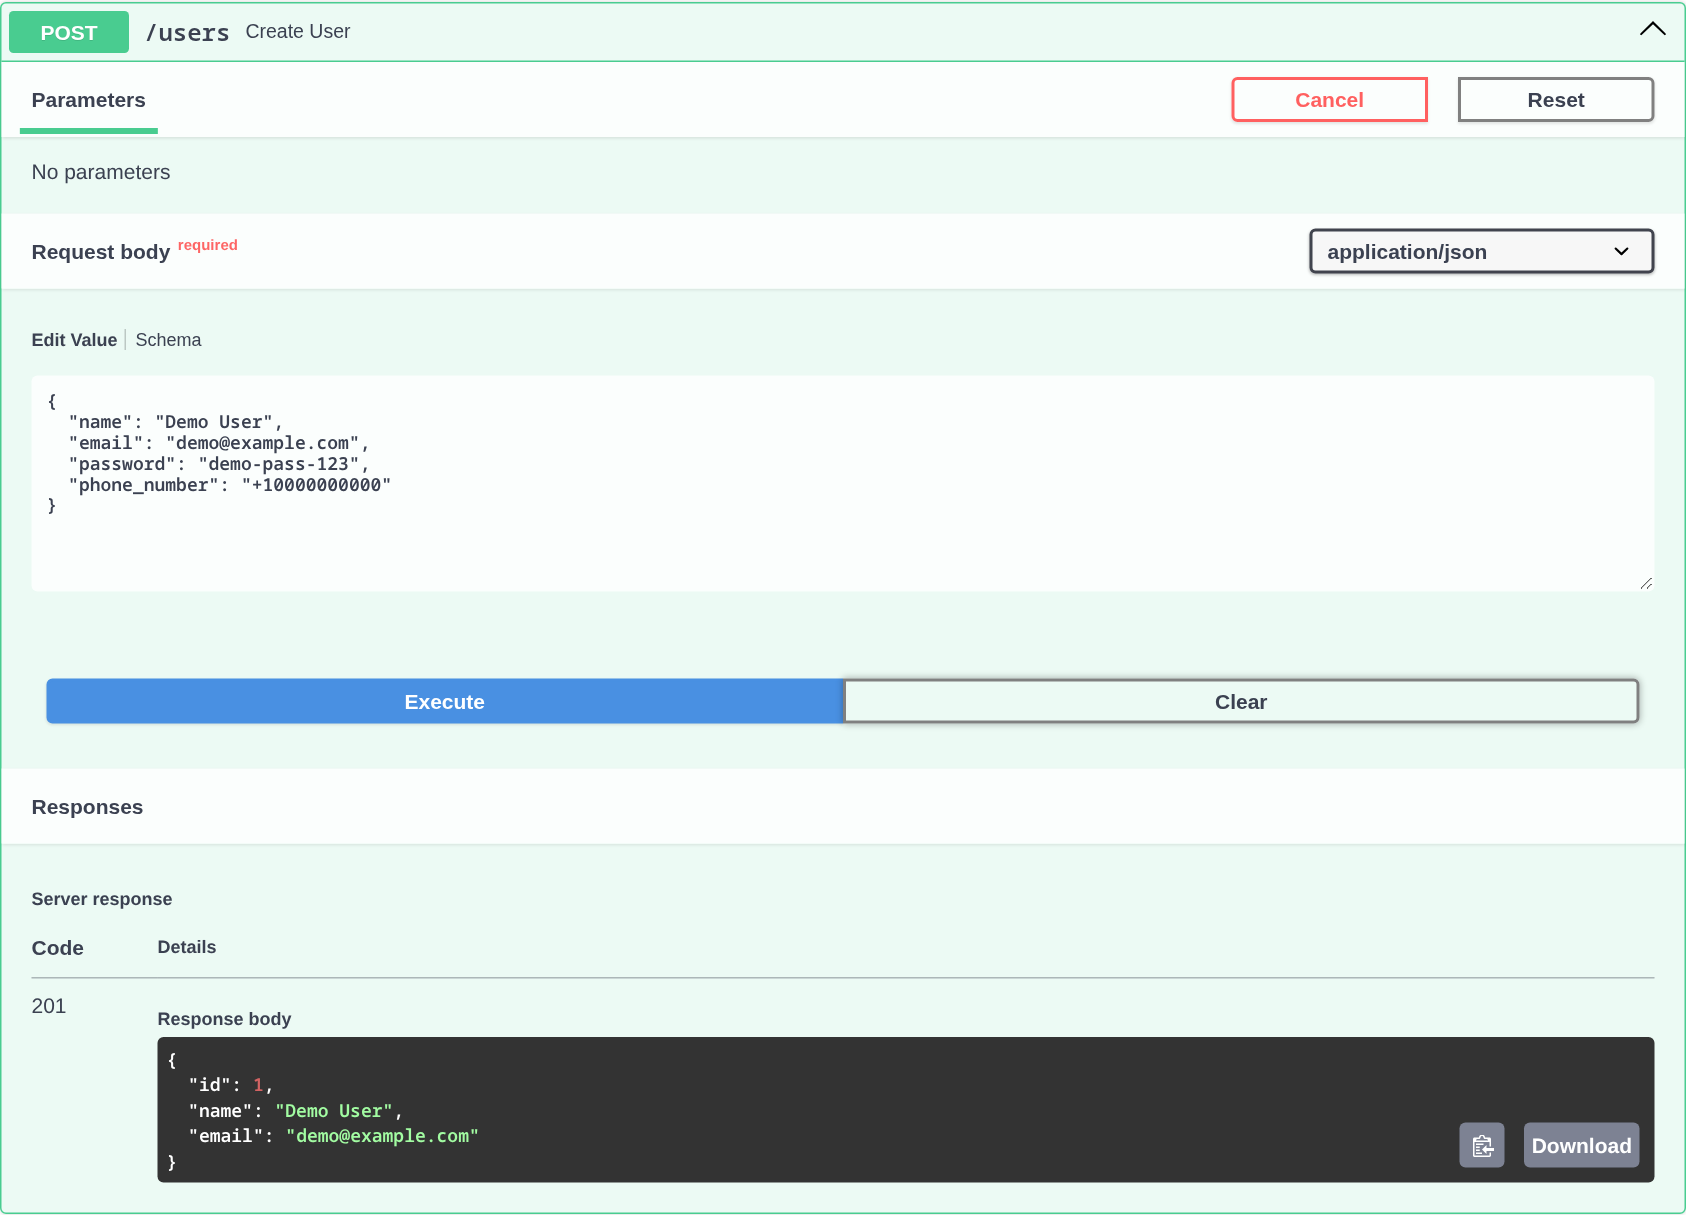 POST /users Create User
Parameters
Cancel
Reset
No parameters
Request body required
application/json
Edit Value | Schema
{
  "name": "Demo User",
  "email": "demo@example.com",
  "password": "demo-pass-123",
  "phone_number": "+10000000000"
}
Execute
Clear
Responses
Server response
Code Details
201
Response body
{
  "id": 1,
  "name": "Demo User",
  "email": "demo@example.com"
}
Download